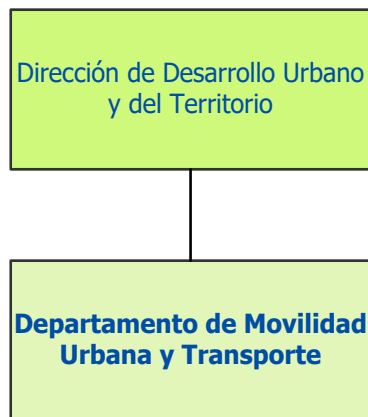 Dirección de Desarrollo Urbano
y del Territorio
Departamento de Movilidad
Urbana y Transporte